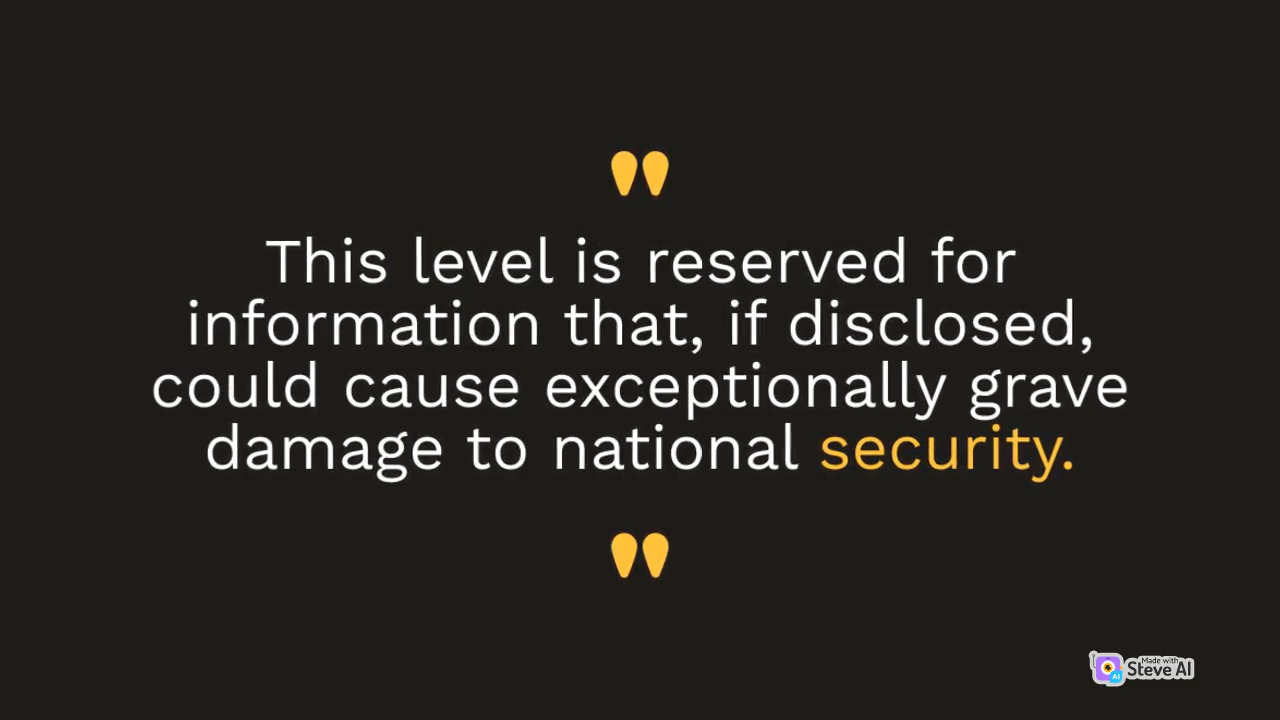 "
This level is reserved for
information that, if disclosed,
could cause exceptionally grave
damage to national security.
"
Made with
Steve AI
AI